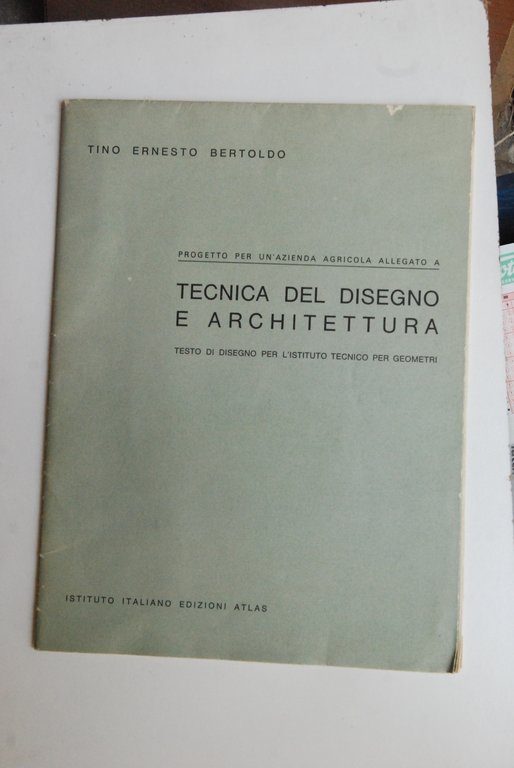 TINO ERNESTO BERTOLDO
PROGETTO PER UN'AZIENDA AGRICOLA ALLEGATO A
TECNICA DEL DISEGNO
E ARCHITETTURA
TESTO DI DISEGNO PER L'ISTITUTO TECNICO PER GEOMETRI
ISTITUTO ITALIANO EDIZIONI ATLAS